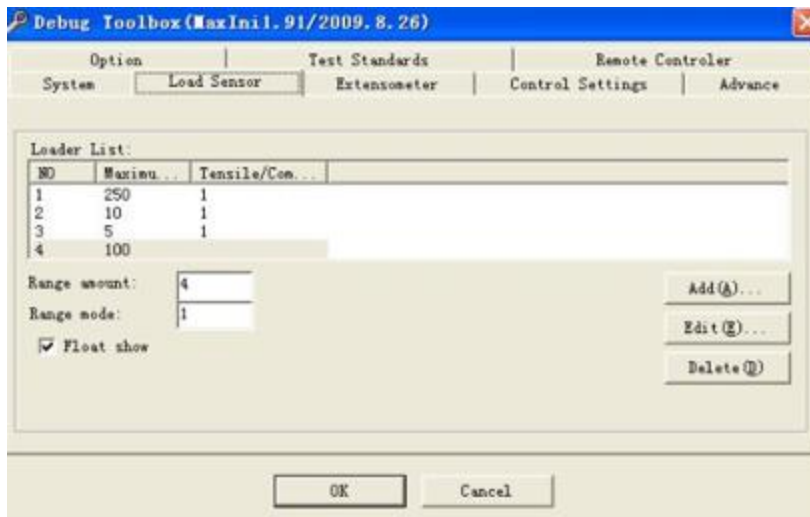 Debug Toolbox(MaxIni1.91/2009.8.26)
Option Test Standards Remote Controler
System Load Sensor Extensometer Control Settings Advance
Loader List:
NO Maximu... Tensile/Com...
1 250 1
2 10 1
3 5 1
4 100
Range amount: 4
Add(A)...
Range mode: 1
Edit(E)...
Float show
Delete(D)
OK Cancel